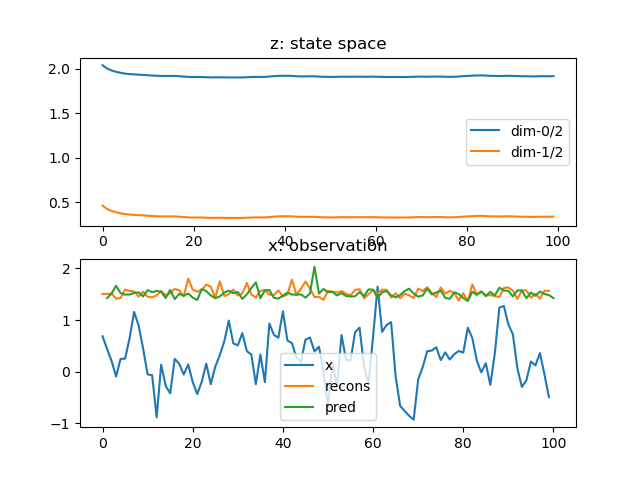 z: state space
2.0
1.5
1.0
0.5
dim-0/2
dim-1/2
0 20 40 60 80 100
x: observation
2
1
0
−1
x
recons
pred
0 20 40 60 80 100